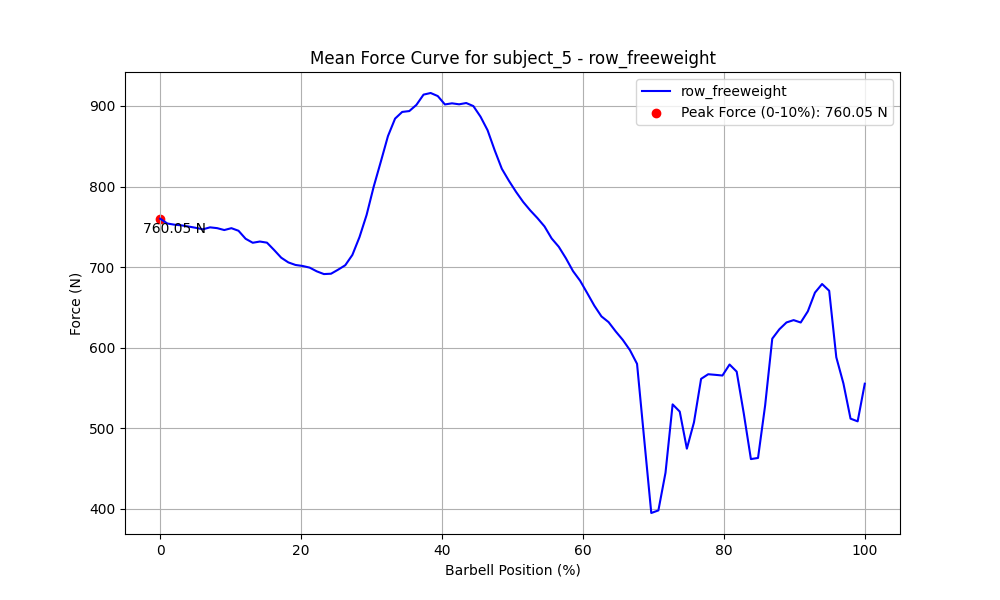 Mean Force Curve for subject_5 - row_freeweight
row_freeweight
Peak Force (0-10%): 760.05 N
900
800
760.05 N
700
600
500
400
Force (N)
0 20 40 60 80 100
Barbell Position (%)